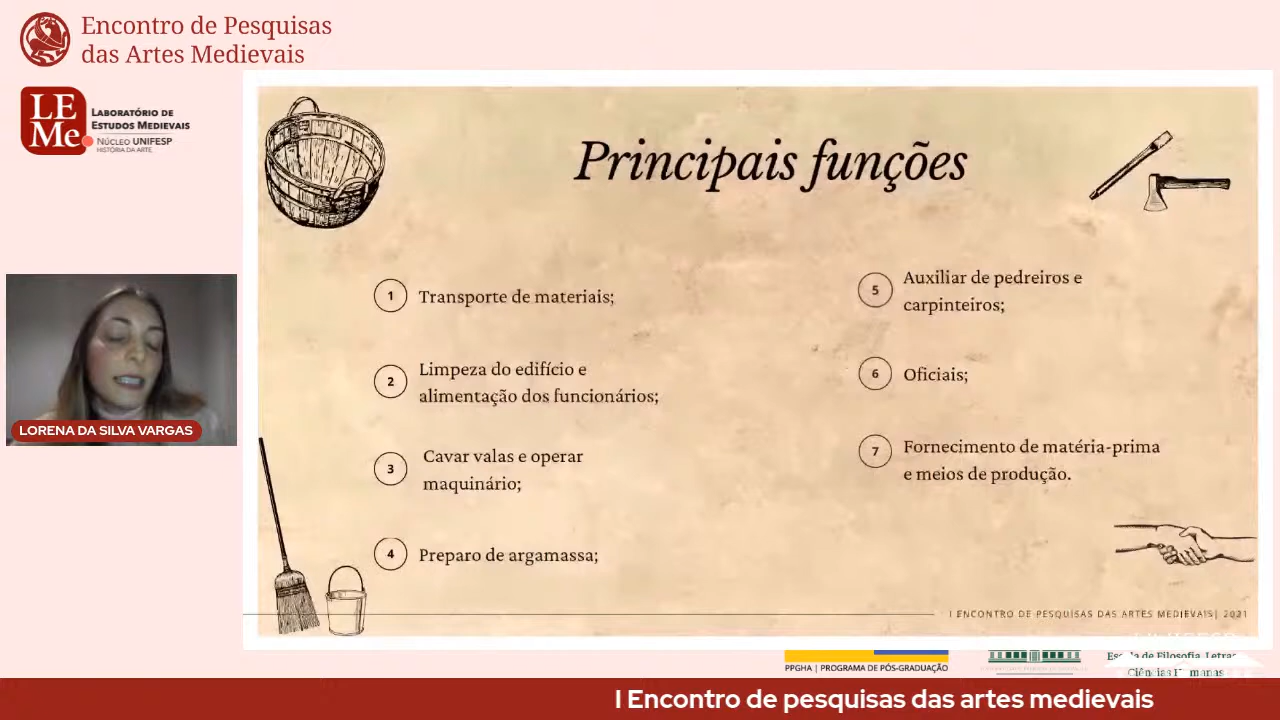 Encontro de Pesquisas
das Artes Medievais
LE
Me
LABORATÓRIO DE
ESTUDOS MEDIEVAIS
NÚCLEO UNIFESP
HISTÓRIA DA ARTE
LORENA DA SILVA VARGAS
Principais funções
1 Transporte de materiais;
2 Limpeza do edifício e
alimentação dos funcionários;
3 Cavar valas e operar
maquinário;
4 Preparo de argamassa;
5 Auxiliar de pedreiros e
carpinteiros;
6 Oficiais;
7 Fornecimento de matéria-prima
e meios de produção.
I ENCONTRO DE PESQUISAS DAS ARTES MEDIEVAIS| 2021
PPGHA | PROGRAMA DE PÓS-GRADUAÇÃO
de Filosofia, Letras
Ciências
I Encontro de pesquisas das artes medievais